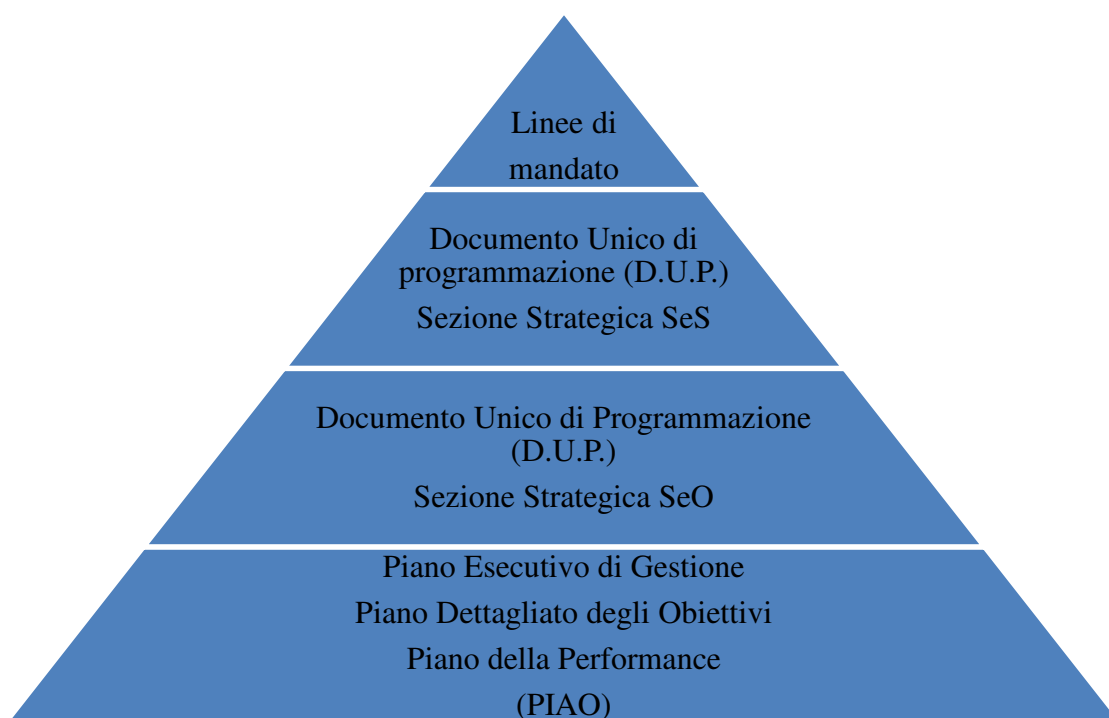 Linee di
mandato
Documento Unico di
programmazione (D.U.P.)
Sezione Strategica SeS
Documento Unico di Programmazione
(D.U.P.)
Sezione Strategica SeO
Piano Esecutivo di Gestione
Piano Dettagliato degli Obiettivi
Piano della Performance
(PIAO)